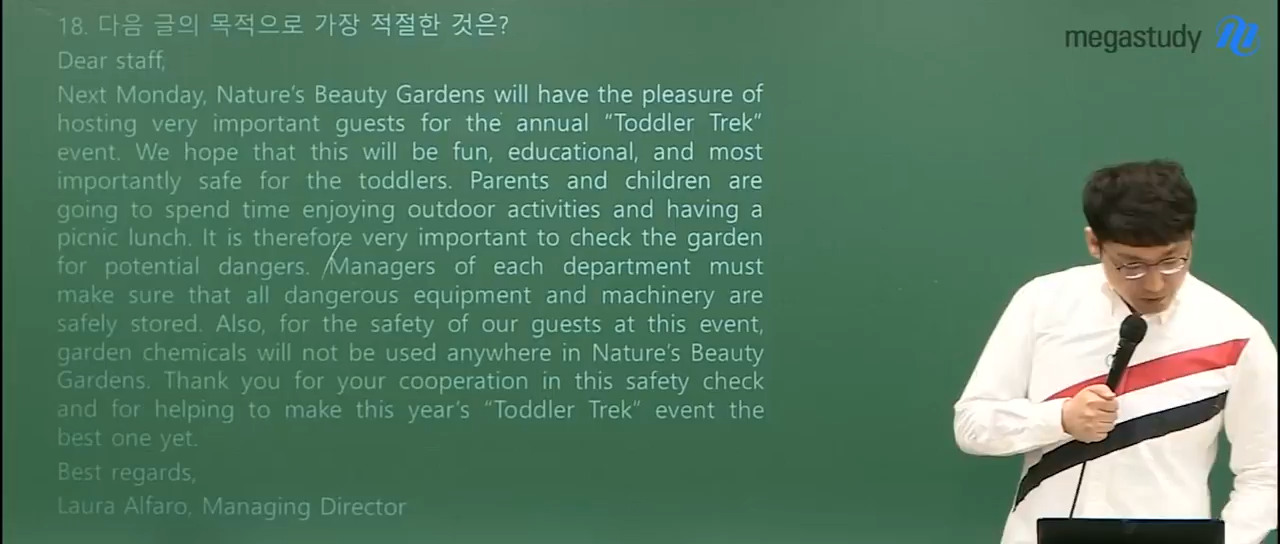 18. 다음 글의 목적으로 가장 적절한 것은?
megastudy
Dear staff,
Next Monday, Nature's Beauty Gardens will have the pleasure of
hosting very important guests for the annual "Toddler Trek"
event. We hope that this will be fun, educational, and most
importantly safe for the toddlers. Parents and children are
going to spend time enjoying outdoor activities and having a
picnic lunch. It is therefore very important to check the garden
for potential dangers. Managers of each department must
make sure that all dangerous equipment and machinery are
safely stored. Also, for the safety of our guests at this event,
garden chemicals will not be used anywhere in Nature's Beauty
Gardens. Thank you for your cooperation in this safety check
and for helping to make this year's "Toddler Trek" event the
best one yet.
Best regards,
Laura Alfaro, Managing Director